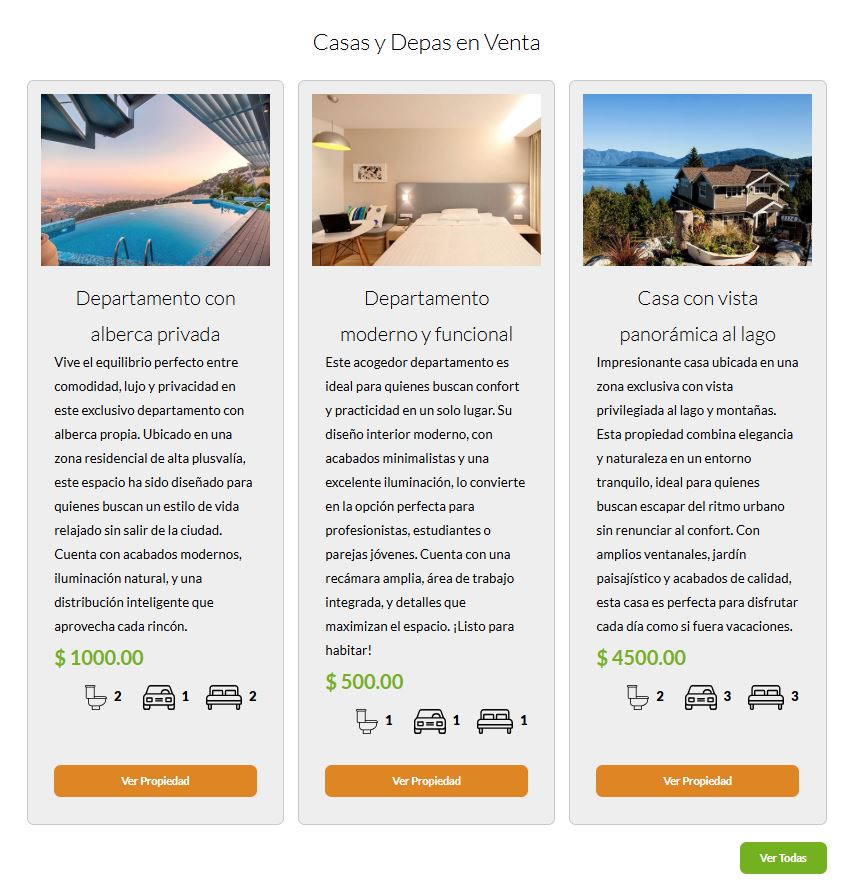 Casas y Depas en Venta
Departamento con
alberca privada
Vive el equilibrio perfecto entre
comodidad, lujo y privacidad en
este exclusivo departamento con
alberca propia. Ubicado en una
zona residencial de alta plusvalía,
este espacio ha sido diseñado para
quienes buscan un estilo de vida
relajado sin salir de la ciudad.
Cuenta con acabados modernos,
iluminación natural, y una
distribución inteligente que
aprovecha cada rincón.
$ 1000.00
2 1 2
Ver Propiedad
Departamento
moderno y funcional
Este acogedor departamento es
ideal para quienes buscan confort
y practicidad en un solo lugar. Su
diseño interior moderno, con
acabados minimalistas y una
excelente iluminación, lo convierte
en la opción perfecta para
profesionistas, estudiantes o
parejas jóvenes. Cuenta con una
recámara amplia, área de trabajo
integrada, y detalles que
maximizan el espacio. ¡Listo para
habitar!
$ 500.00
1 1 1
Ver Propiedad
Casa con vista
panorámica al lago
Impresionante casa ubicada en una
zona exclusiva con vista
privilegiada al lago y montañas.
Esta propiedad combina elegancia
y naturaleza en un entorno
tranquilo, ideal para quienes
buscan escapar del ritmo urbano
sin renunciar al confort. Con
amplios ventanales, jardín
paisajístico y acabados de calidad,
esta casa es perfecta para disfrutar
cada día como si fuera vacaciones.
$ 4500.00
2 3 3
Ver Propiedad
Ver Todas